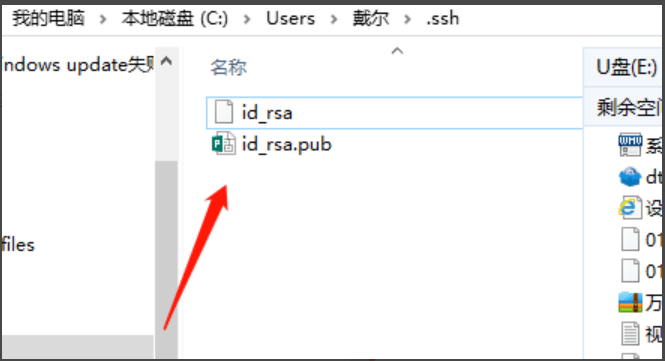 我的电脑 > 本地磁盘 (C:) > Users > 戴尔 > .ssh
ndows update失败
files
名称
id_rsa
id_rsa.pub
U盘(E:)
剩余空间
系
dt
设
01
01
万
视